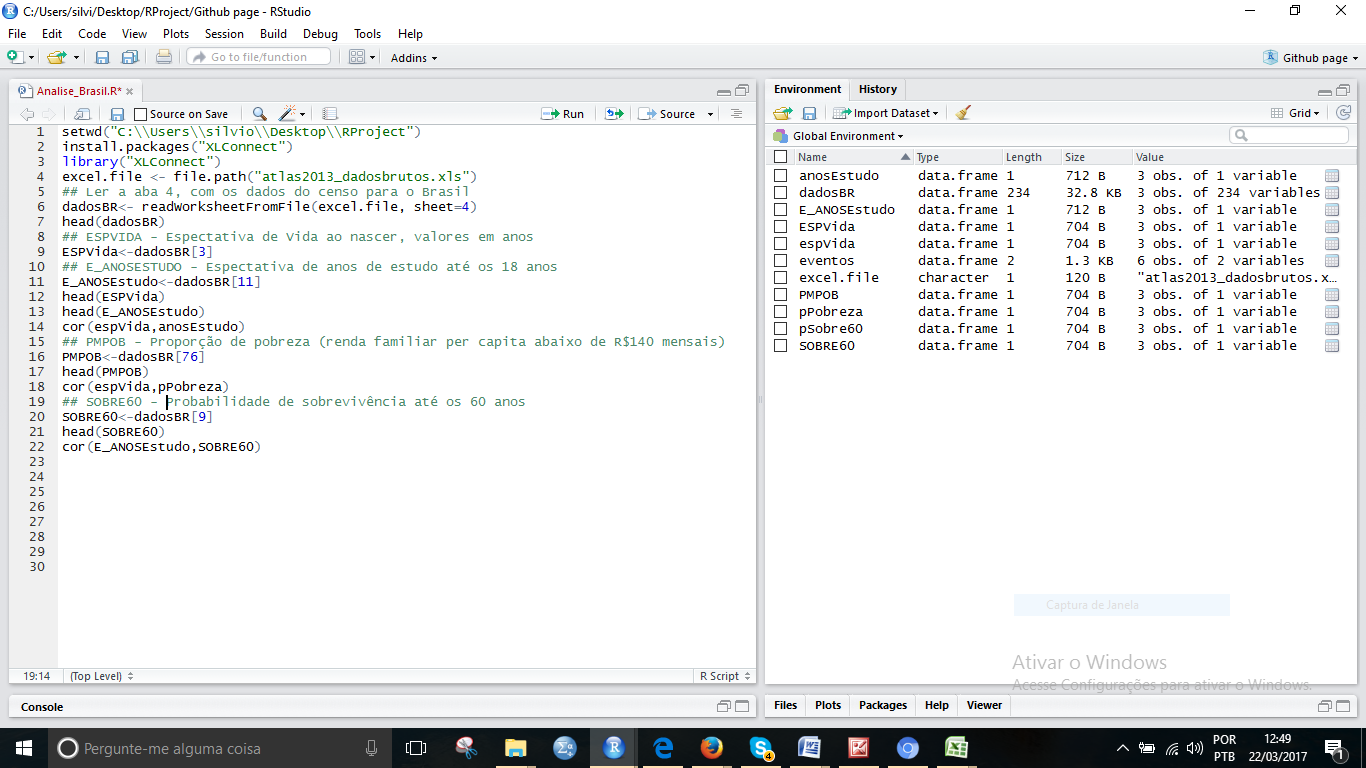 C:/Users/silvi/Desktop/RProject/Github page - RStudio
File Edit Code View Plots Session Build Debug Tools Help
Go to file/function Addins Github page
Analise_Brasil.R*
Source on Save Run Source
1 setwd("C:\\Users\\silvio\\Desktop\\RProject")
2 install.packages("XLConnect")
3 library("XLConnect")
4 excel.file <- file.path("atlas2013_dadosbrutos.xls")
5 ## Ler a aba 4, com os dados do censo para o Brasil
6 dadosBR<- readWorksheetFromFile(excel.file, sheet=4)
7 head(dadosBR)
8 ## ESPVIDA - Espectativa de Vida ao nascer, valores em anos
9 ESPVida<-dadosBR[3]
10 ## E_ANOSESTUDO - Espectativa de anos de estudo até os 18 anos
11 E_ANOSEstudo<-dadosBR[11]
12 head(ESPVida)
13 head(E_ANOSEstudo)
14 cor(espVida,anosEstudo)
15 ## PMPOB - Proporção de pobreza (renda familiar per capita abaixo de R$140 mensais)
16 PMPOB<-dadosBR[76]
17 head(PMPOB)
18 cor(espVida,pPobreza)
19 ## SOBRE60 - Probabilidade de sobrevivência até os 60 anos
20 SOBRE60<-dadosBR[9]
21 head(SOBRE60)
22 cor(E_ANOSEstudo,SOBRE60)
23
24
25
26
27
28
29
30
19:14 (Top Level) R Script
Console
Environment History
Import Dataset Grid
Global Environment
Name Type Length Size Value
anosEstudo data.frame 1 712 B 3 obs. of 1 variable
dadosBR data.frame 234 32.8 KB 3 obs. of 234 variables
E_ANOSEstudo data.frame 1 712 B 3 obs. of 1 variable
ESPVida data.frame 1 704 B 3 obs. of 1 variable
espVida data.frame 1 704 B 3 obs. of 1 variable
eventos data.frame 2 1.3 KB 6 obs. of 2 variables
excel.file character 1 120 B "atlas2013_dadosbrutos.x…
PMPOB data.frame 1 704 B 3 obs. of 1 variable
pPobreza data.frame 1 704 B 3 obs. of 1 variable
pSobre60 data.frame 1 704 B 3 obs. of 1 variable
SOBRE60 data.frame 1 704 B 3 obs. of 1 variable
Captura de Janela
Ativar o Windows
Acesse Configurações para ativar o Windows.
Files Plots Packages Help Viewer
Pergunte-me alguma coisa
POR
PTB
12:49
22/03/2017